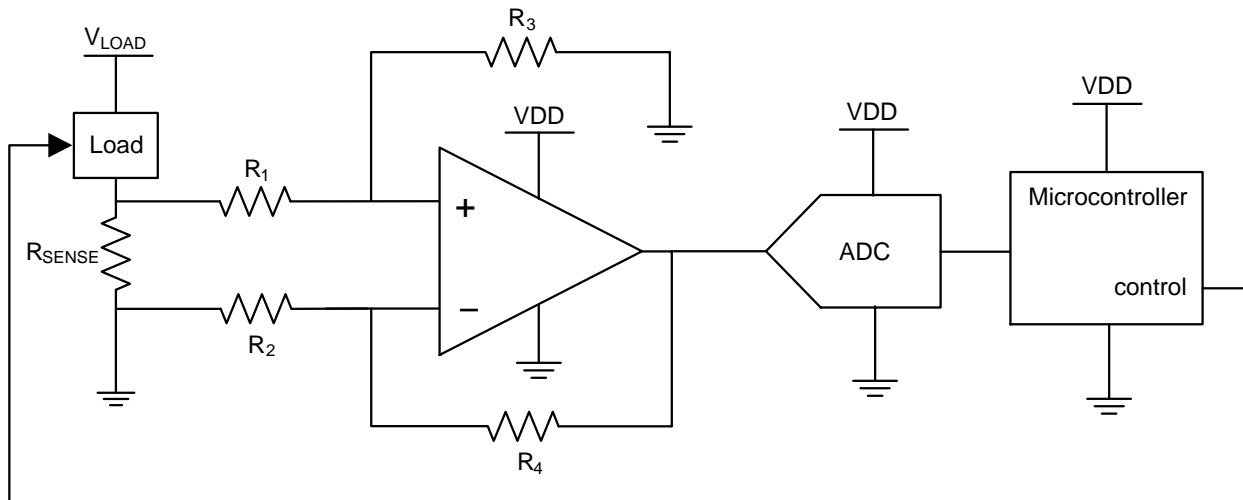 R3
VLOAD
VDD
VDD
VDD
Load
R1
Microcontroller
+
RSENSE
ADC
control
−
R2
R4